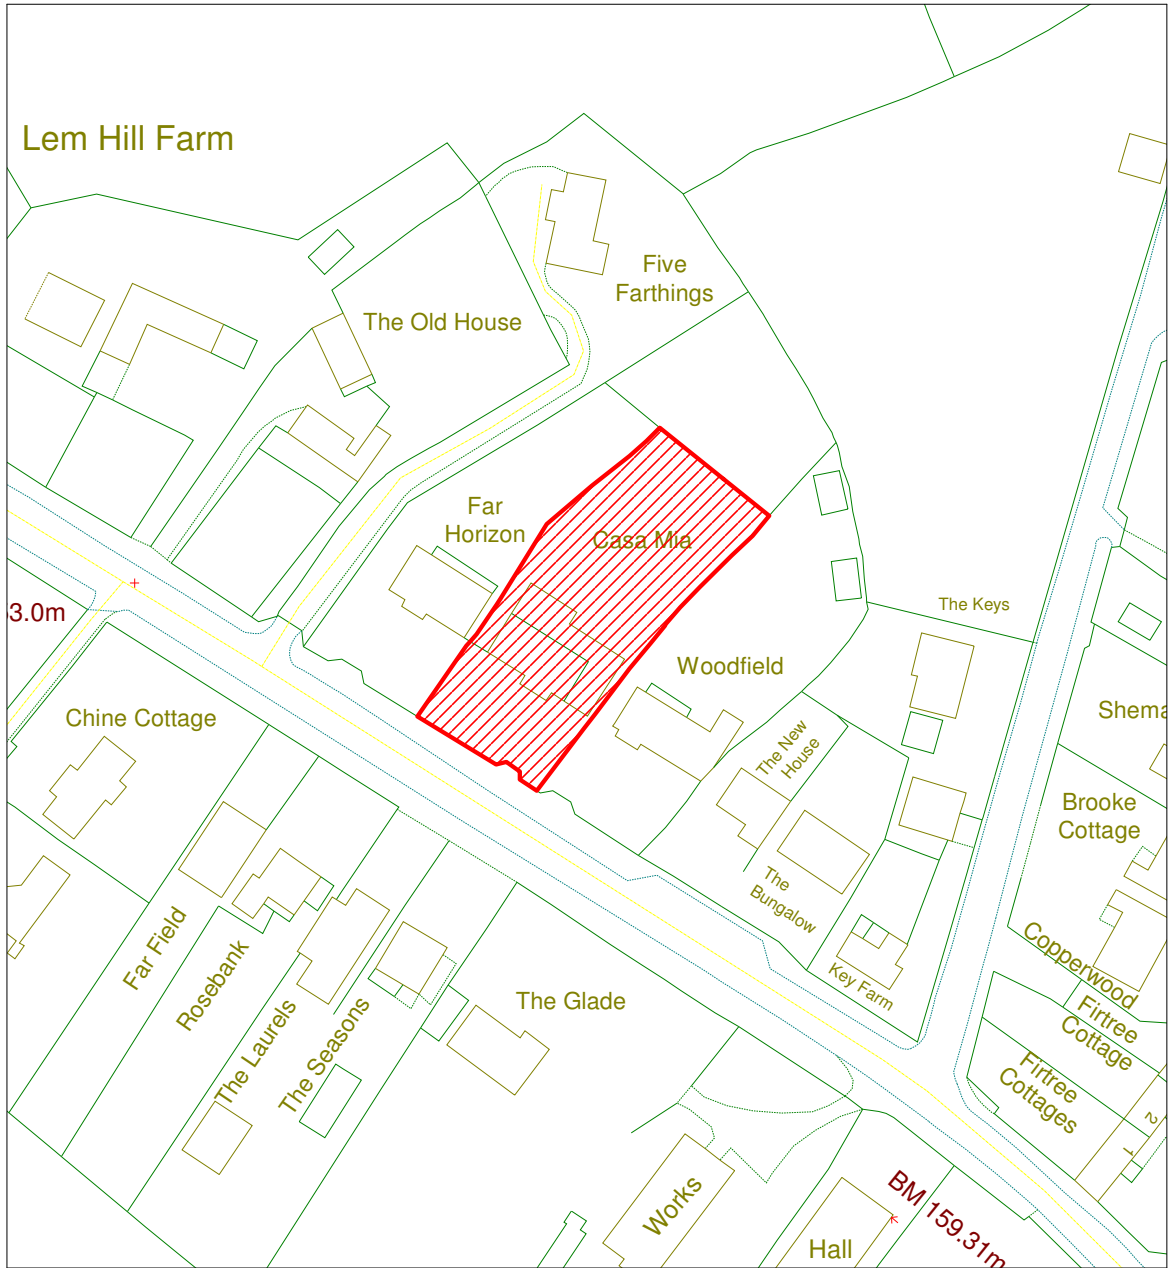 Lem Hill Farm
Five
Farthings
The Old House
Far
Horizon
Casa Mia
The Keys
3.0m
Woodfield
Chine Cottage
Shema
The New
House
Brooke
Cottage
The
Bungalow
Far Field
Rosebank
Copperwood
Key Farm
The Glade
The Laurels
The Seasons
Firtree
Cottage
Firtree
Cottages
2
1
Works
BM 159.31m
Hall